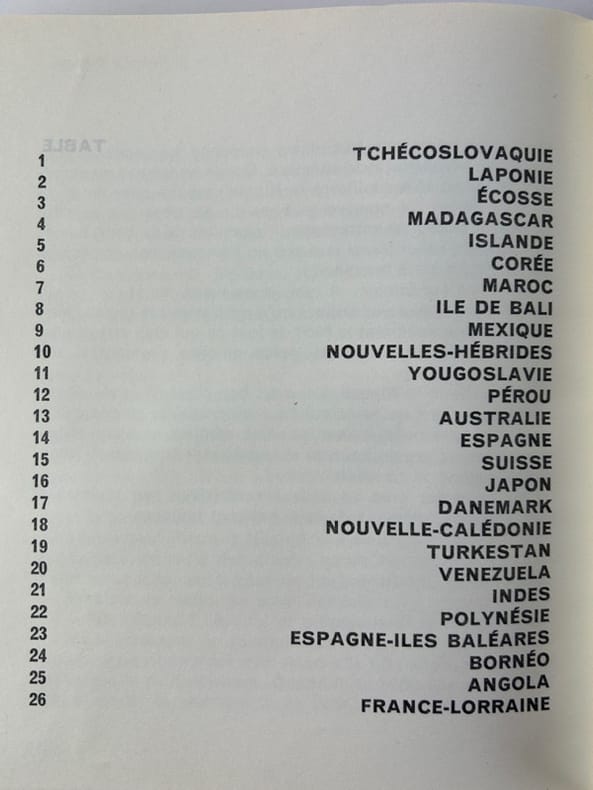 1 TCHÉCOSLOVAQUIE
2 LAPONIE
3 ÉCOSSE
4 MADAGASCAR
5 ISLANDE
6 CORÉE
7 MAROC
8 ILE DE BALI
9 MEXIQUE
10 NOUVELLES-HÉBRIDES
11 YOUGOSLAVIE
12 PÉROU
13 AUSTRALIE
14 ESPAGNE
15 SUISSE
16 JAPON
17 DANEMARK
18 NOUVELLE-CALÉDONIE
19 TURKESTAN
20 VENEZUELA
21 INDES
22 POLYNÉSIE
23 ESPAGNE-ILES BALÉARES
24 BORNÉO
25 ANGOLA
26 FRANCE-LORRAINE